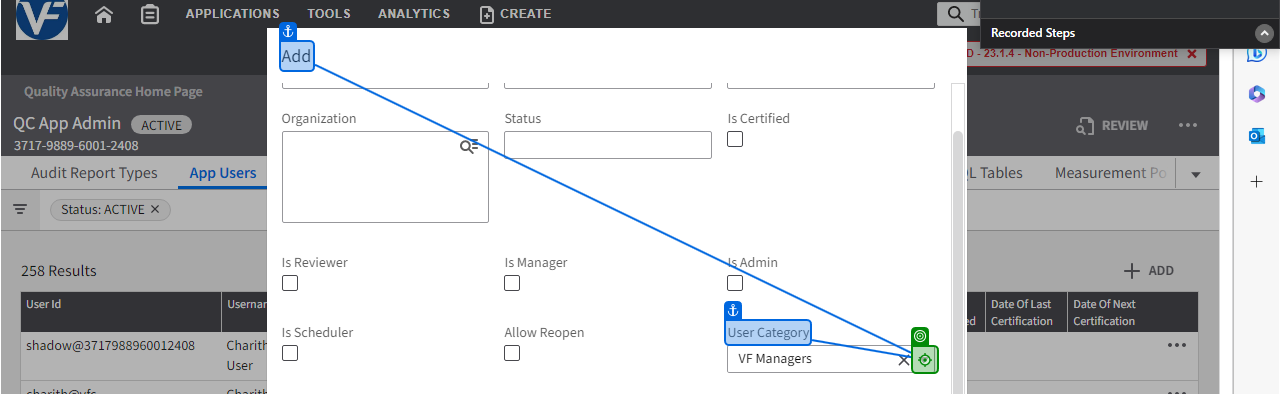 VF
APPLICATIONS TOOLS ANALYTICS CREATE
Recorded Steps
D - 23.1.4 - Non-Production Environment
Add
Quality Assurance Home Page
QC App Admin ACTIVE
3717-9889-6001-2408
REVIEW
Organization Status Is Certified
Audit Report Types App Users
QL Tables Measurement Po
Status: ACTIVE
258 Results
ADD
Is Reviewer Is Manager Is Admin
User Id Userna
Date Of Last Certification Date Of Next Certification
ed
Is Scheduler Allow Reopen User Category
shadow@3717988960012408 Charith
User
VF Managers
charith@vfs